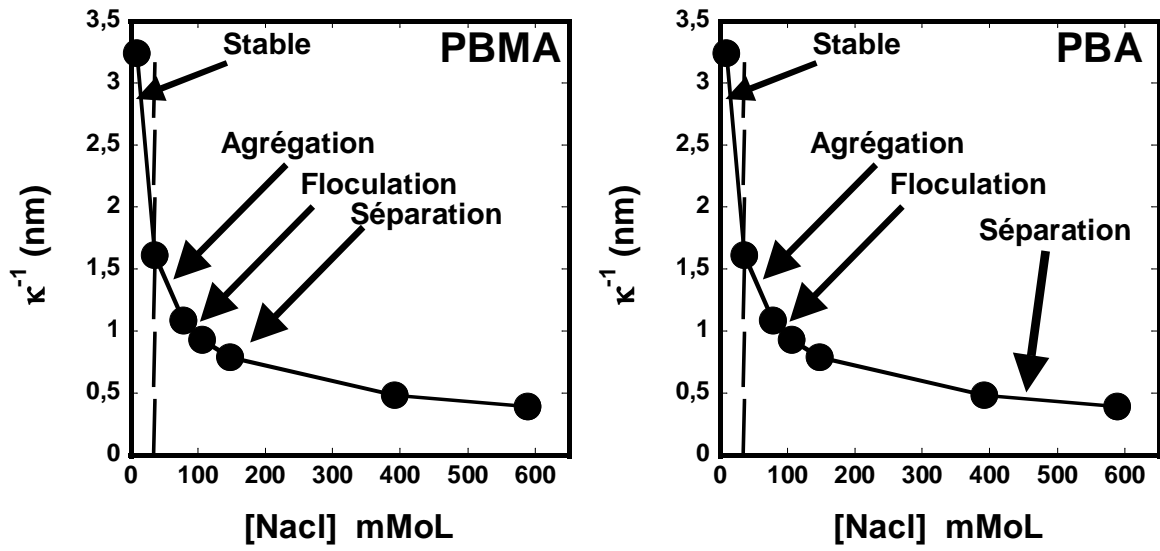 PBMA
Stable
Agrégation
Floculation
Séparation
3,5
3
2,5
2
1,5
1
0,5
0
κ⁻¹ (nm)
0 100 200 300 400 500 600
[Nacl] mMoL
PBA
Stable
Agrégation
Floculation
Séparation
3,5
3
2,5
2
1,5
1
0,5
0
κ⁻¹ (nm)
0 100 200 300 400 500 600
[Nacl] mMoL